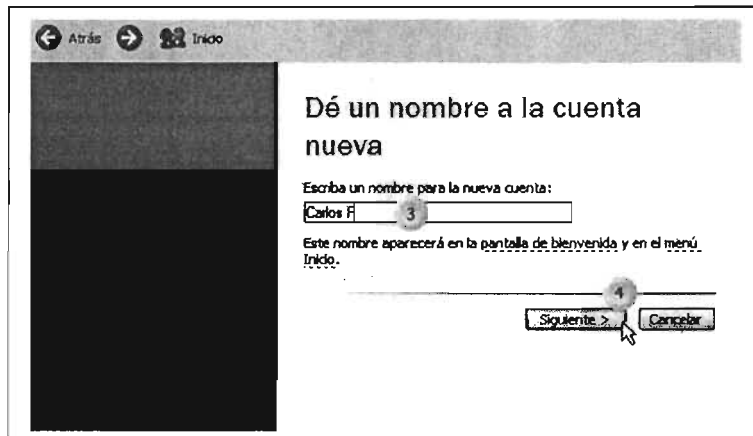 Atrás Inicio
Dé un nombre a la cuenta
nueva
Escriba un nombre para la nueva cuenta:
Carlos F
3
Este nombre aparecerá en la pantalla de bienvenida y en el menú
Inicio.
4
Siguiente > Cancelar